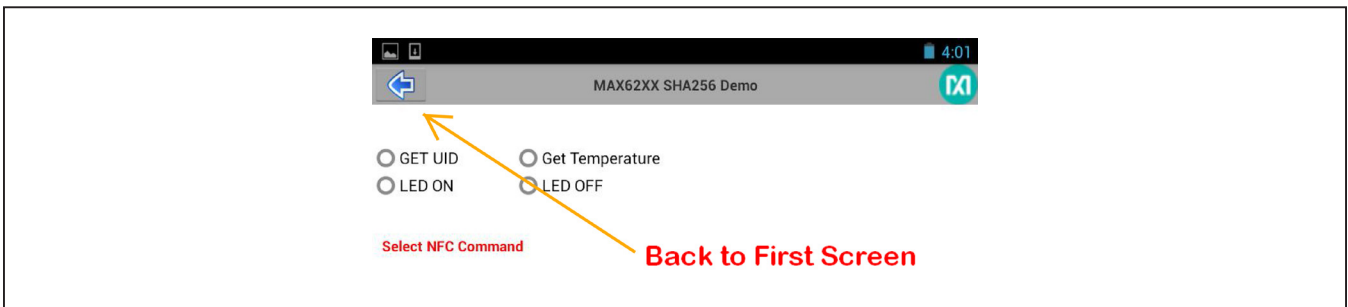 4:01
MAX62XX SHA256 Demo
GET UID Get Temperature
LED ON LED OFF
Select NFC Command
Back to First Screen